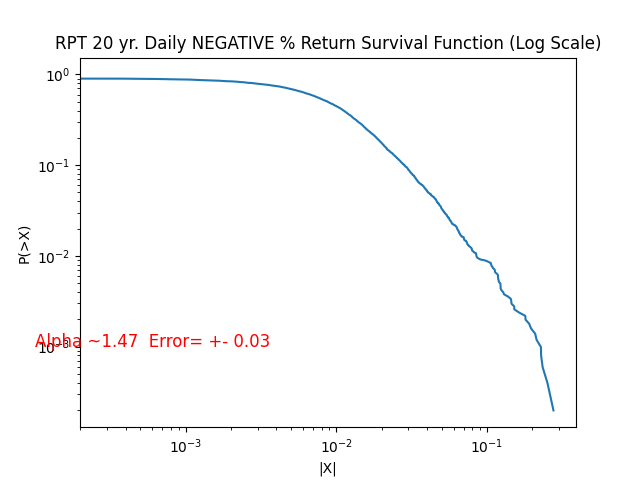 RPT 20 yr. Daily NEGATIVE % Return Survival Function (Log Scale)
10⁰
10⁻¹
10⁻²
10⁻³
P(>X)
Alpha ~1.47  Error= +- 0.03
10⁻³
10⁻²
10⁻¹
|X|